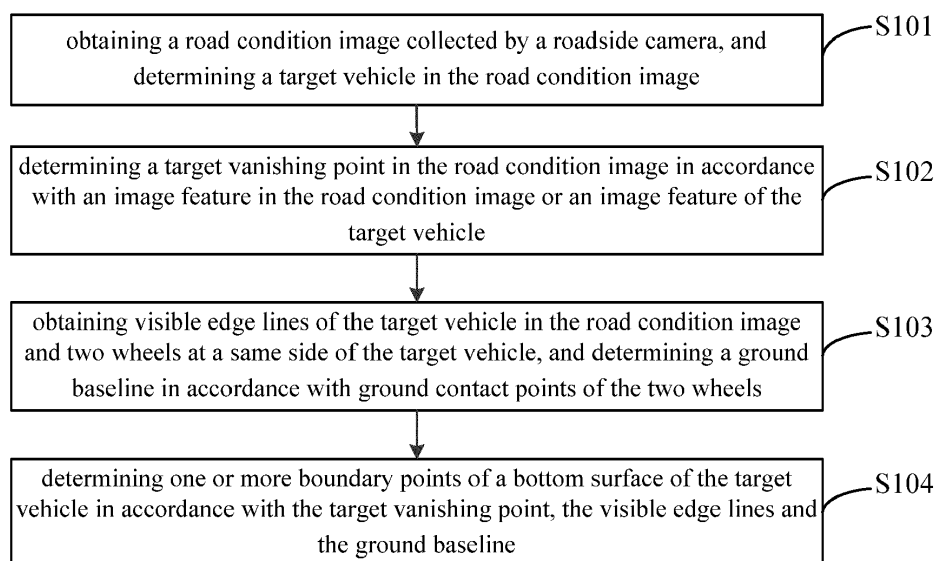 obtaining a road condition image collected by a roadside camera, and
determining a target vehicle in the road condition image
S101
determining a target vanishing point in the road condition image in accordance
with an image feature in the road condition image or an image feature of the
target vehicle
S102
obtaining visible edge lines of the target vehicle in the road condition image
and two wheels at a same side of the target vehicle, and determining a ground
baseline in accordance with ground contact points of the two wheels
S103
determining one or more boundary points of a bottom surface of the target
vehicle in accordance with the target vanishing point, the visible edge lines and
the ground baseline
S104